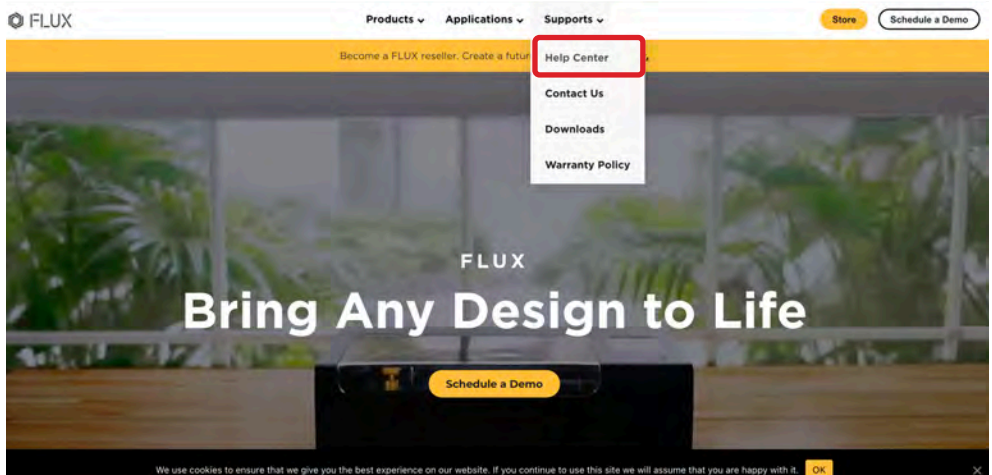 FLUX
Products Applications Supports
Store Schedule a Demo
Become a FLUX reseller. Create a
Help Center
Contact Us
Downloads
Warranty Policy
FLUX
Bring Any Design to Life
Schedule a Demo
We use cookies to ensure that we give you the best experience on our website. If you continue to use this site we will assume that you are happy with it. OK